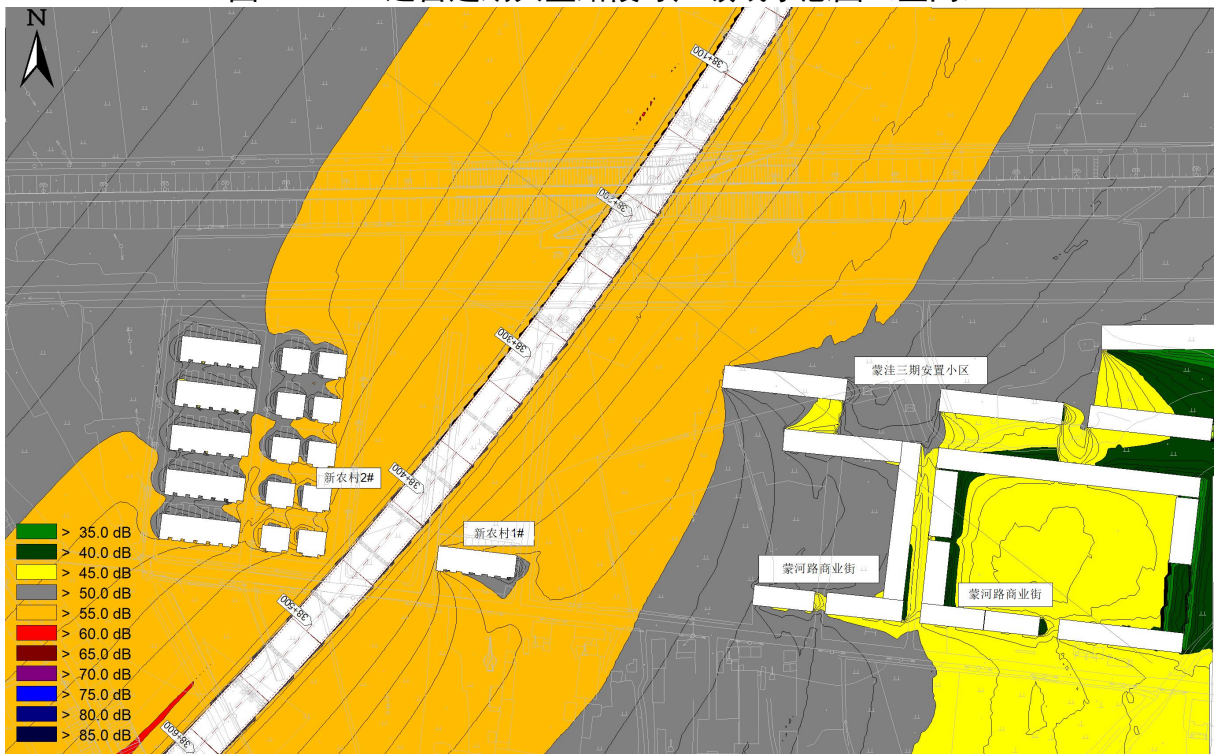 N
38+100
38+200
38+300
蒙洼三期安置小区
38+400
新农村2#
新农村1#
蒙河路商业街
蒙河路商业街
38+500
38+600
> 35.0 dB
> 40.0 dB
> 45.0 dB
> 50.0 dB
> 55.0 dB
> 60.0 dB
> 65.0 dB
> 70.0 dB
> 75.0 dB
> 80.0 dB
> 85.0 dB